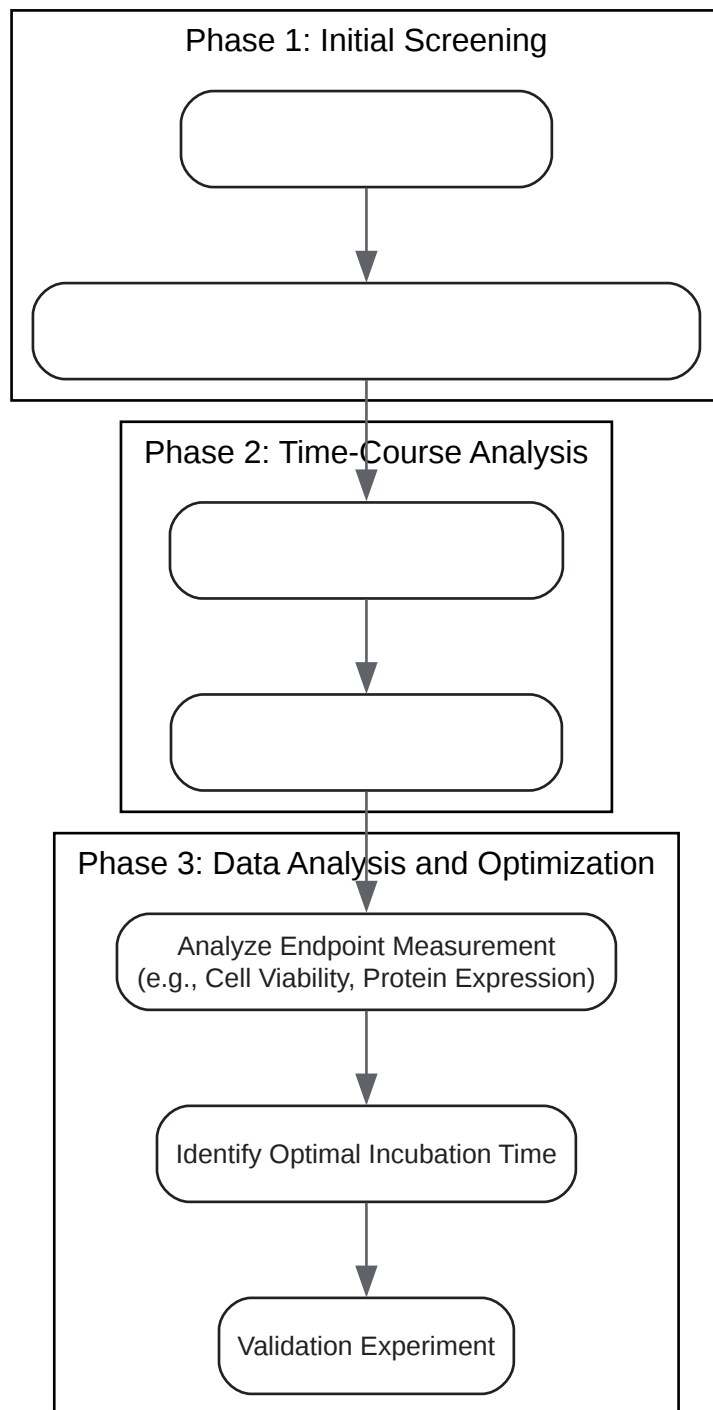 Phase 1: Initial Screening
Phase 2: Time-Course Analysis
Phase 3: Data Analysis and Optimization
Analyze Endpoint Measurement
(e.g., Cell Viability, Protein Expression)
Identify Optimal Incubation Time
Validation Experiment